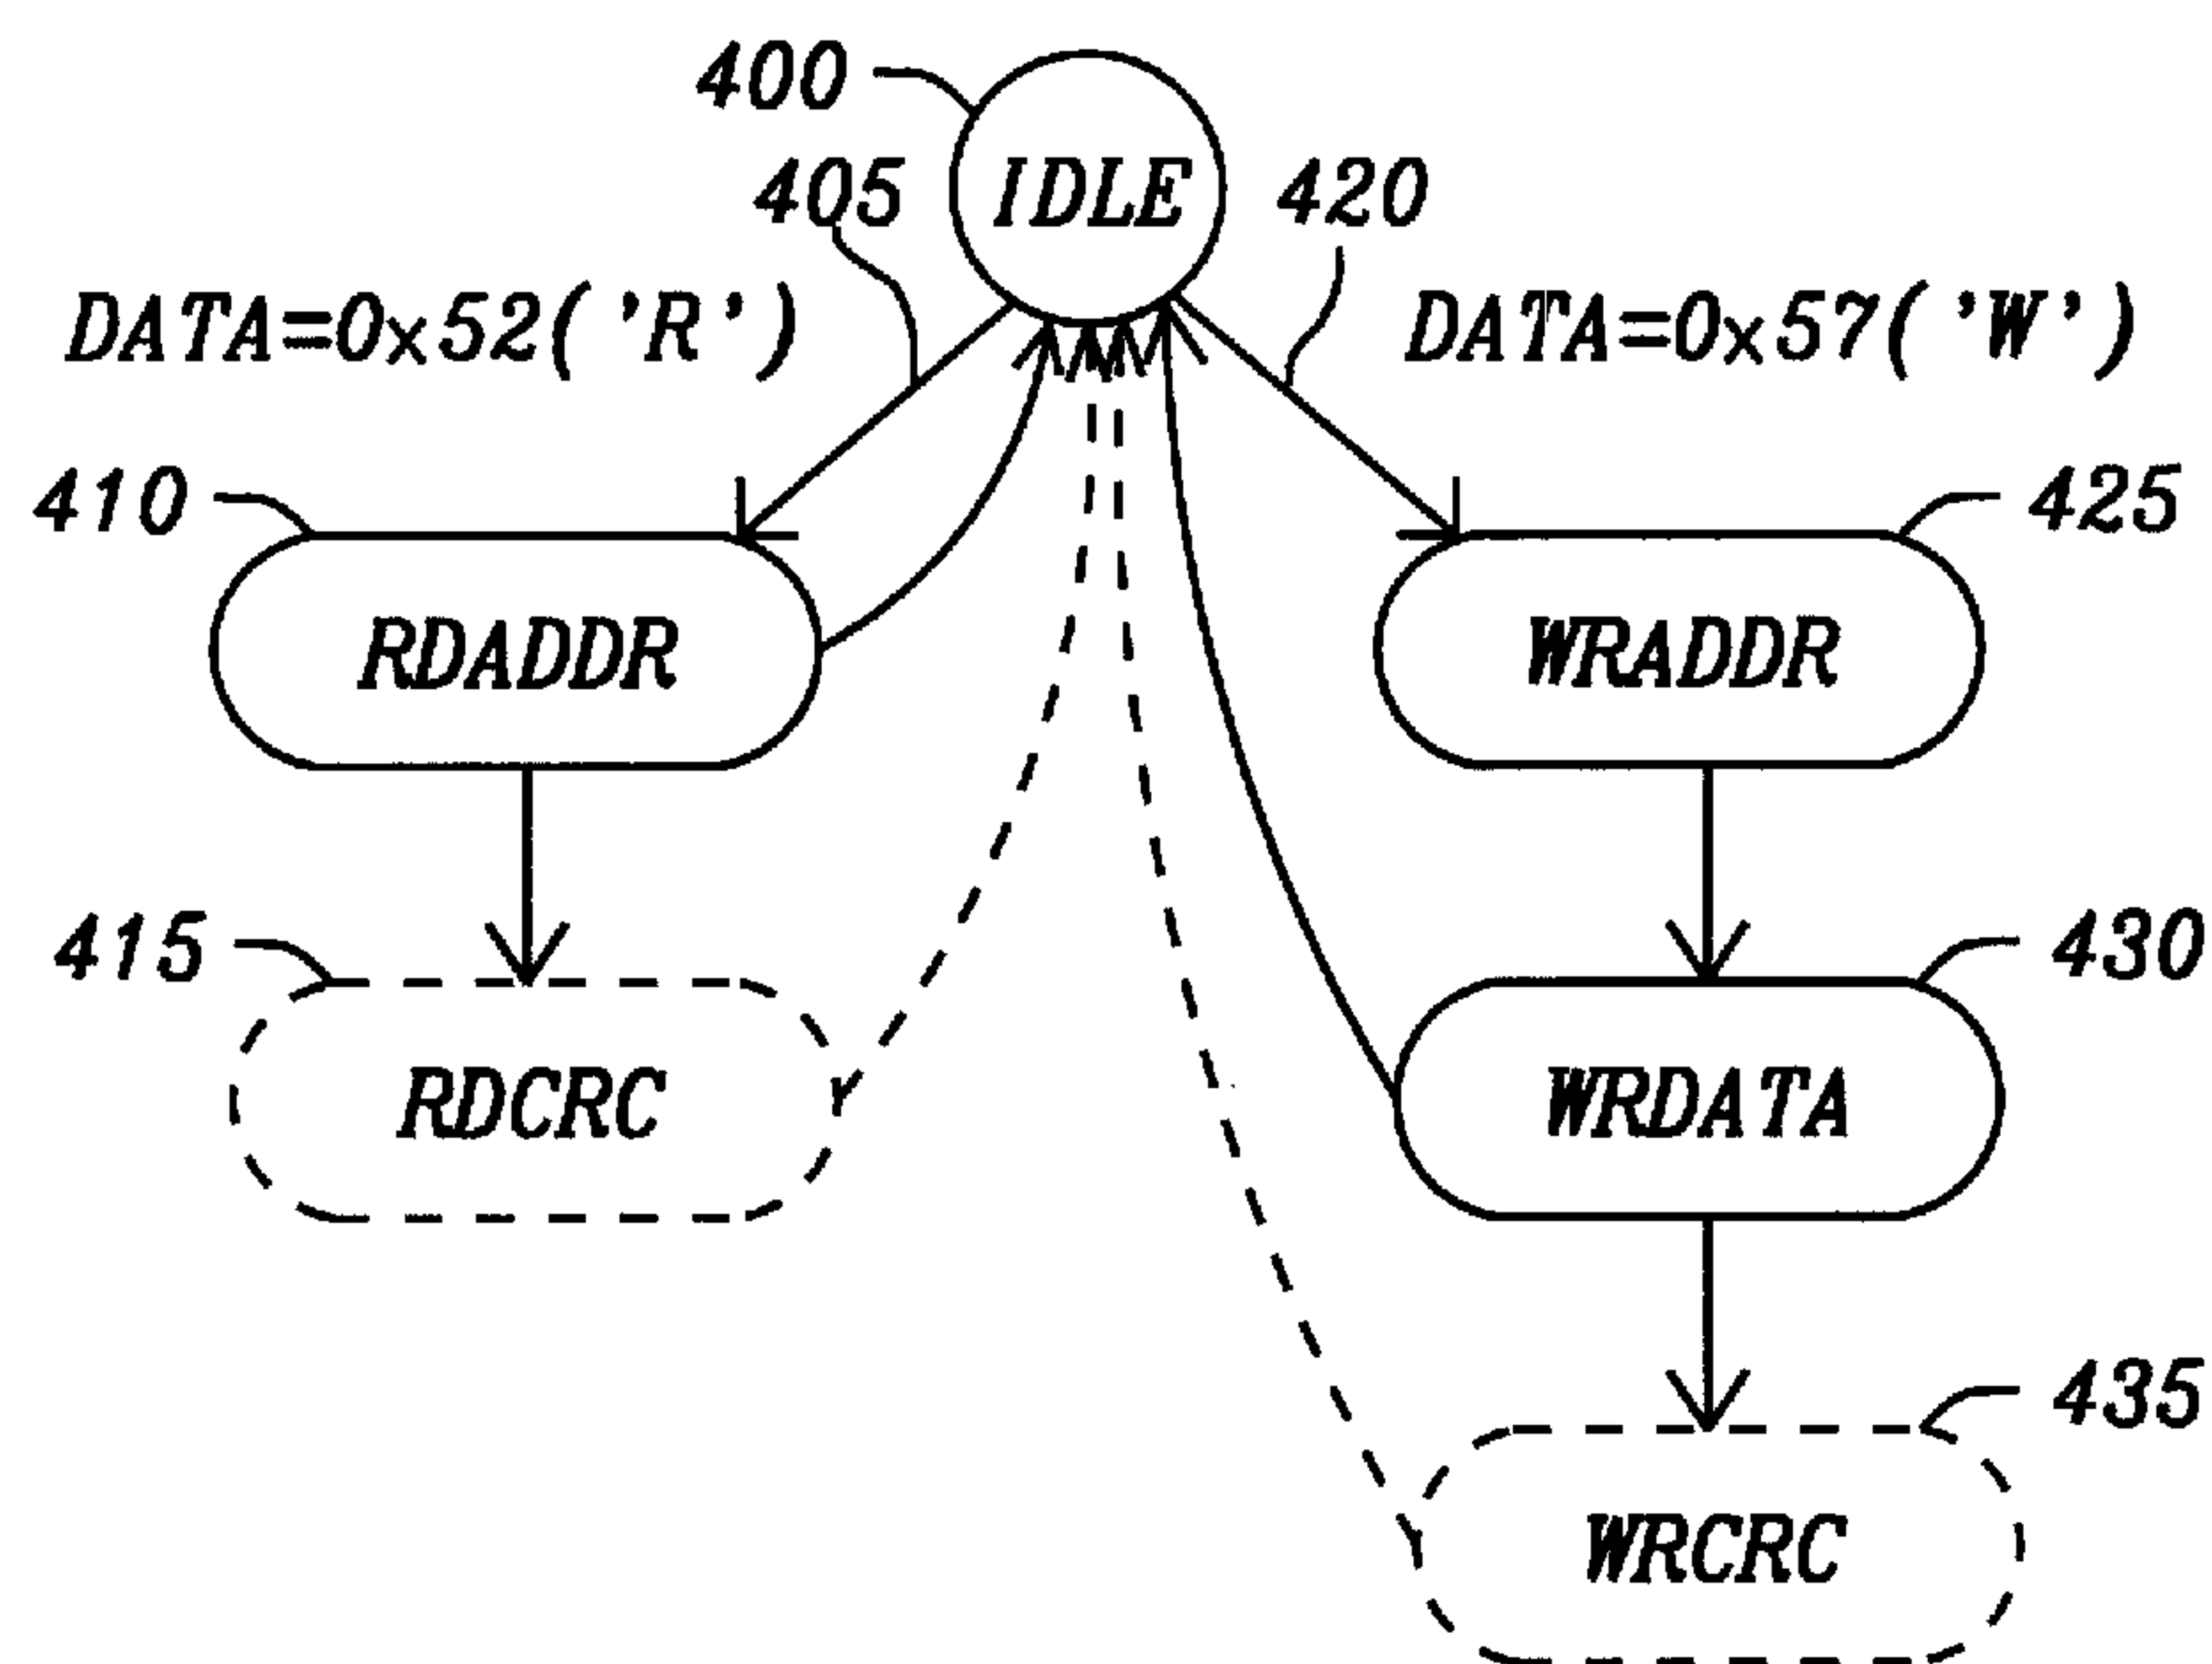 400
IDLE
405
420
DATA=0x52('R')
DATA=0x57('W')
410
425
RDADDR
WRADDR
415
430
RDCRC
WRDATA
435
WRCRC